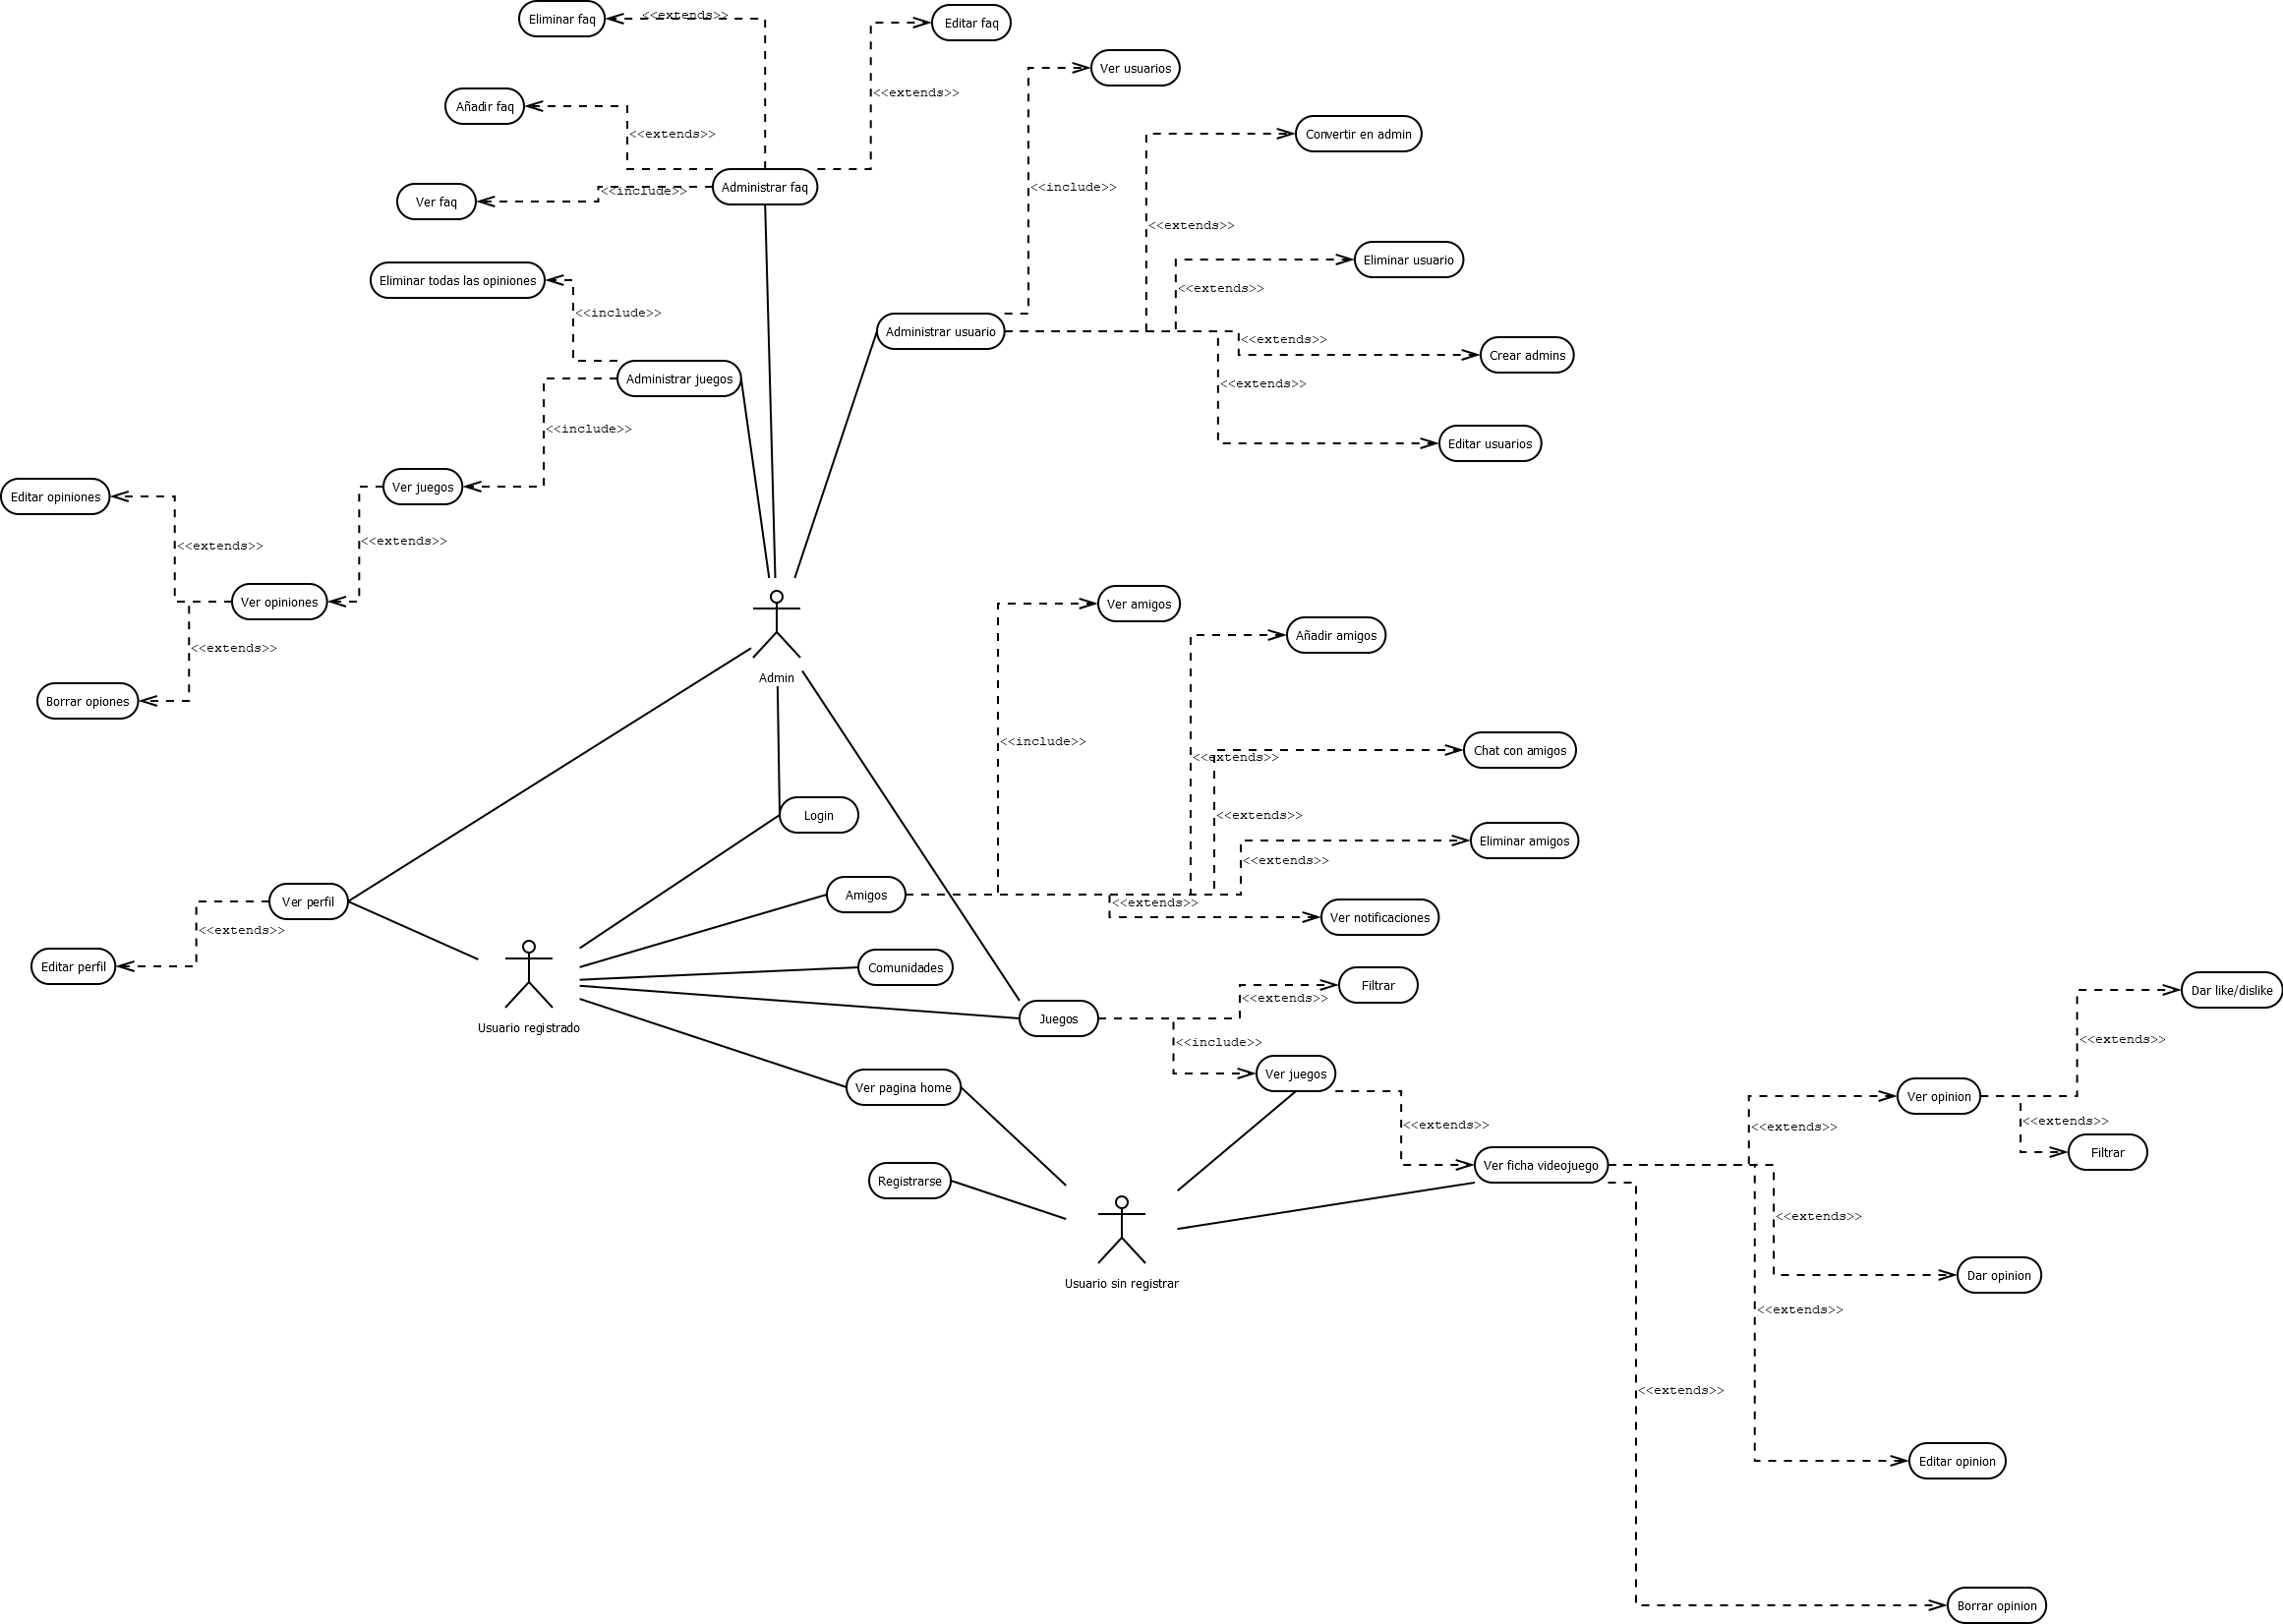 Eliminar faq
<<extends>>
Editar faq
Ver usuarios
<<extends>>
Añadir faq
<<extends>>
Convertir en admin
Administrar faq
<<include>>
<<include>>
Ver faq
<<extends>>
Eliminar usuario
Eliminar todas las opiniones
<<extends>>
<<include>>
Administrar usuario
<<extends>>
Crear admins
Administrar juegos
<<extends>>
<<include>>
Editar usuarios
Ver juegos
Editar opiniones
<<extends>>
<<extends>>
Ver opiniones
Ver amigos
Añadir amigos
<<extends>>
Admin
Borrar opiones
<<include>>
Chat con amigos
<<extends>>
Login
<<extends>>
Eliminar amigos
<<extends>>
Amigos
Ver perfil
<<extends>>
Ver notificaciones
<<extends>>
Editar perfil
Comunidades
Filtrar
Dar like/dislike
<<extends>>
Juegos
Usuario registrado
<<include>>
<<extends>>
Ver juegos
Ver pagina home
Ver opinion
<<extends>>
<<extends>>
<<extends>>
Filtrar
Ver ficha videojuego
Registrarse
<<extends>>
Dar opinion
Usuario sin registrar
<<extends>>
<<extends>>
Editar opinion
Borrar opinion